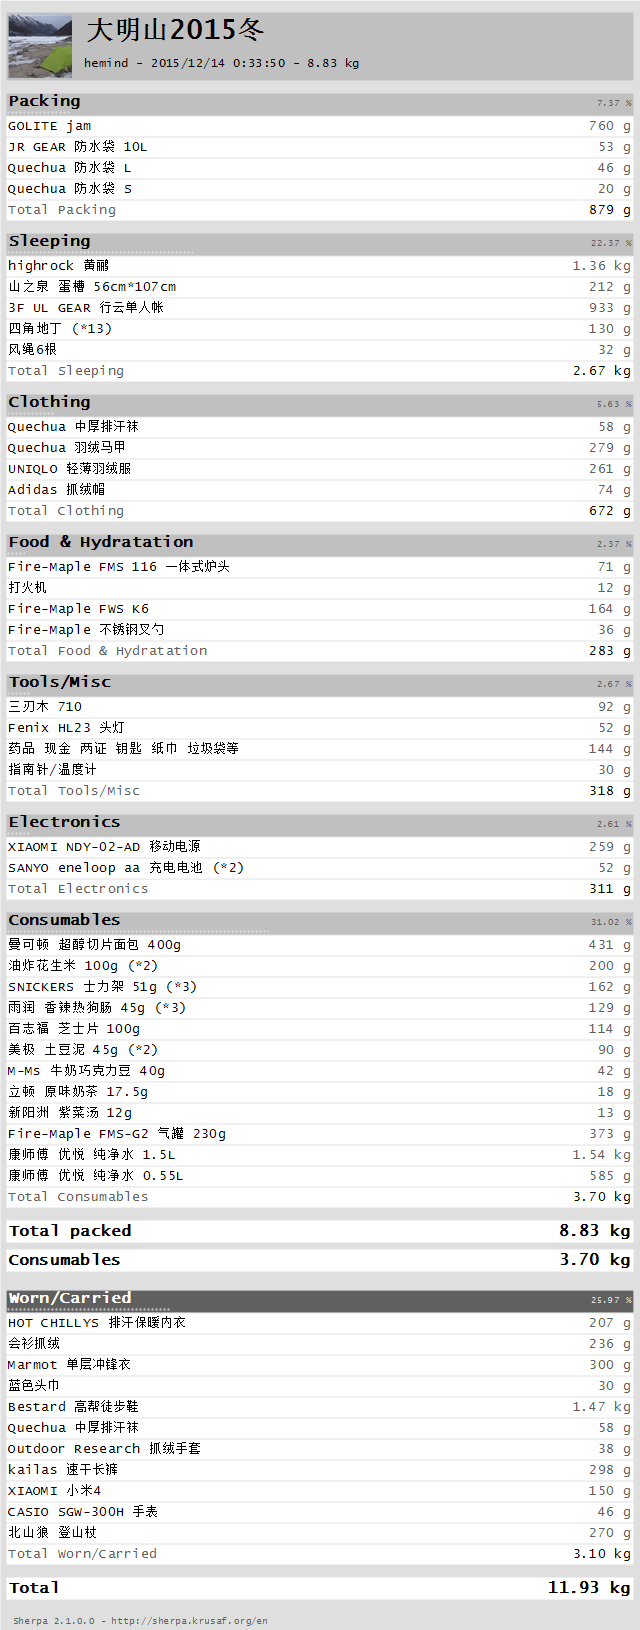 大明山2015冬
hemind - 2015/12/14 0:33:50 - 8.83 kg
Packing 7.37 %
GOLITE jam 760 g
JR GEAR 防水袋 10L 53 g
Quechua 防水袋 L 46 g
Quechua 防水袋 S 20 g
Total Packing 879 g
Sleeping 22.37 %
highrock 黄鹂 1.36 kg
山之泉 蛋槽 56cm*107cm 212 g
3F UL GEAR 行云单人帐 933 g
四角地丁 (*13) 130 g
风绳6根 32 g
Total Sleeping 2.67 kg
Clothing 5.63 %
Quechua 中厚排汗袜 58 g
Quechua 羽绒马甲 279 g
UNIQLO 轻薄羽绒服 261 g
Adidas 抓绒帽 74 g
Total Clothing 672 g
Food & Hydratation 2.37 %
Fire-Maple FMS 116 一体式炉头 71 g
打火机 12 g
Fire-Maple FWS K6 164 g
Fire-Maple 不锈钢叉勺 36 g
Total Food & Hydratation 283 g
Tools/Misc 2.67 %
三刃木 710 92 g
Fenix HL23 头灯 52 g
药品 现金 两证 钥匙 纸巾 垃圾袋等 144 g
指南针/温度计 30 g
Total Tools/Misc 318 g
Electronics 2.61 %
XIAOMI NDY-02-AD 移动电源 259 g
SANYO eneloop aa 充电电池 (*2) 52 g
Total Electronics 311 g
Consumables 31.02 %
曼可顿 超醇切片面包 400g 431 g
油炸花生米 100g (*2) 200 g
SNICKERS 士力架 51g (*3) 162 g
雨润 香辣热狗肠 45g (*3) 129 g
百志福 芝士片 100g 114 g
美极 土豆泥 45g (*2) 90 g
M-Ms 牛奶巧克力豆 40g 42 g
立顿 原味奶茶 17.5g 18 g
新阳洲 紫菜汤 12g 13 g
Fire-Maple FMS-G2 气罐 230g 373 g
康师傅 优悦 纯净水 1.5L 1.54 kg
康师傅 优悦 纯净水 0.55L 585 g
Total Consumables 3.70 kg
Total packed 8.83 kg
Consumables 3.70 kg
Worn/Carried 25.97 %
HOT CHILLYS 排汗保暖内衣 207 g
会衫抓绒 236 g
Marmot 单层冲锋衣 300 g
蓝色头巾 30 g
Bestard 高帮徒步鞋 1.47 kg
Quechua 中厚排汗袜 58 g
Outdoor Research 抓绒手套 38 g
kailas 速干长裤 298 g
XIAOMI 小米4 150 g
CASIO SGW-300H 手表 46 g
北山狼 登山杖 270 g
Total Worn/Carried 3.10 kg
Total 11.93 kg
Sherpa 2.1.0.0 - http://sherpa.krusaf.org/en